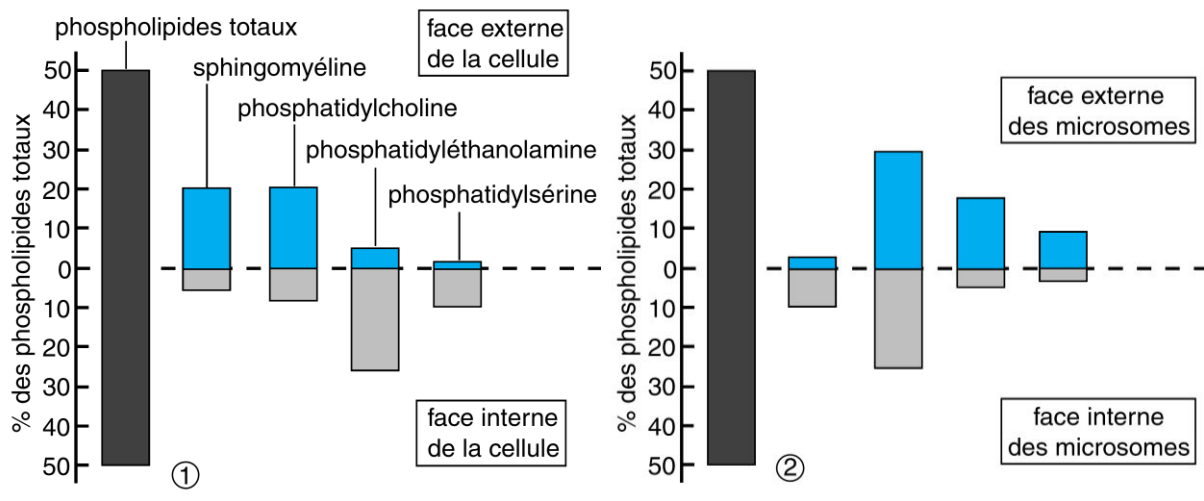 phospholipides totaux
sphingomyéline
phosphatidylcholine
phosphatidyléthanolamine
phosphatidylsérine
face externe
de la cellule
% des phospholipides totaux
50
40
30
20
10
0
10
20
30
40
50
face interne
de la cellule
1
% des phospholipides totaux
50
40
30
20
10
0
10
20
30
40
50
face externe
des microsomes
face interne
des microsomes
2